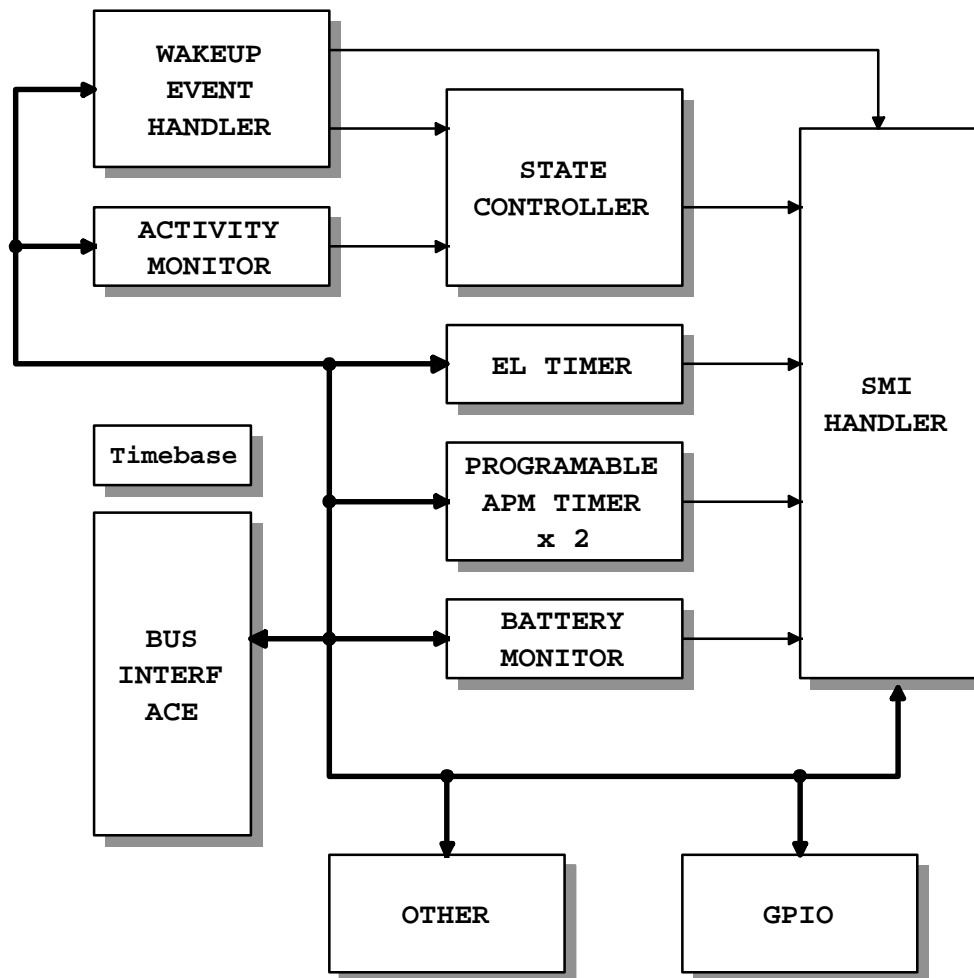 WAKEUP
EVENT
HANDLER
STATE
CONTROLLER
ACTIVITY
MONITOR
EL TIMER
SMI
HANDLER
Timebase
PROGRAMABLE
APM TIMER
x 2
BUS
INTERF
ACE
BATTERY
MONITOR
OTHER
GPIO